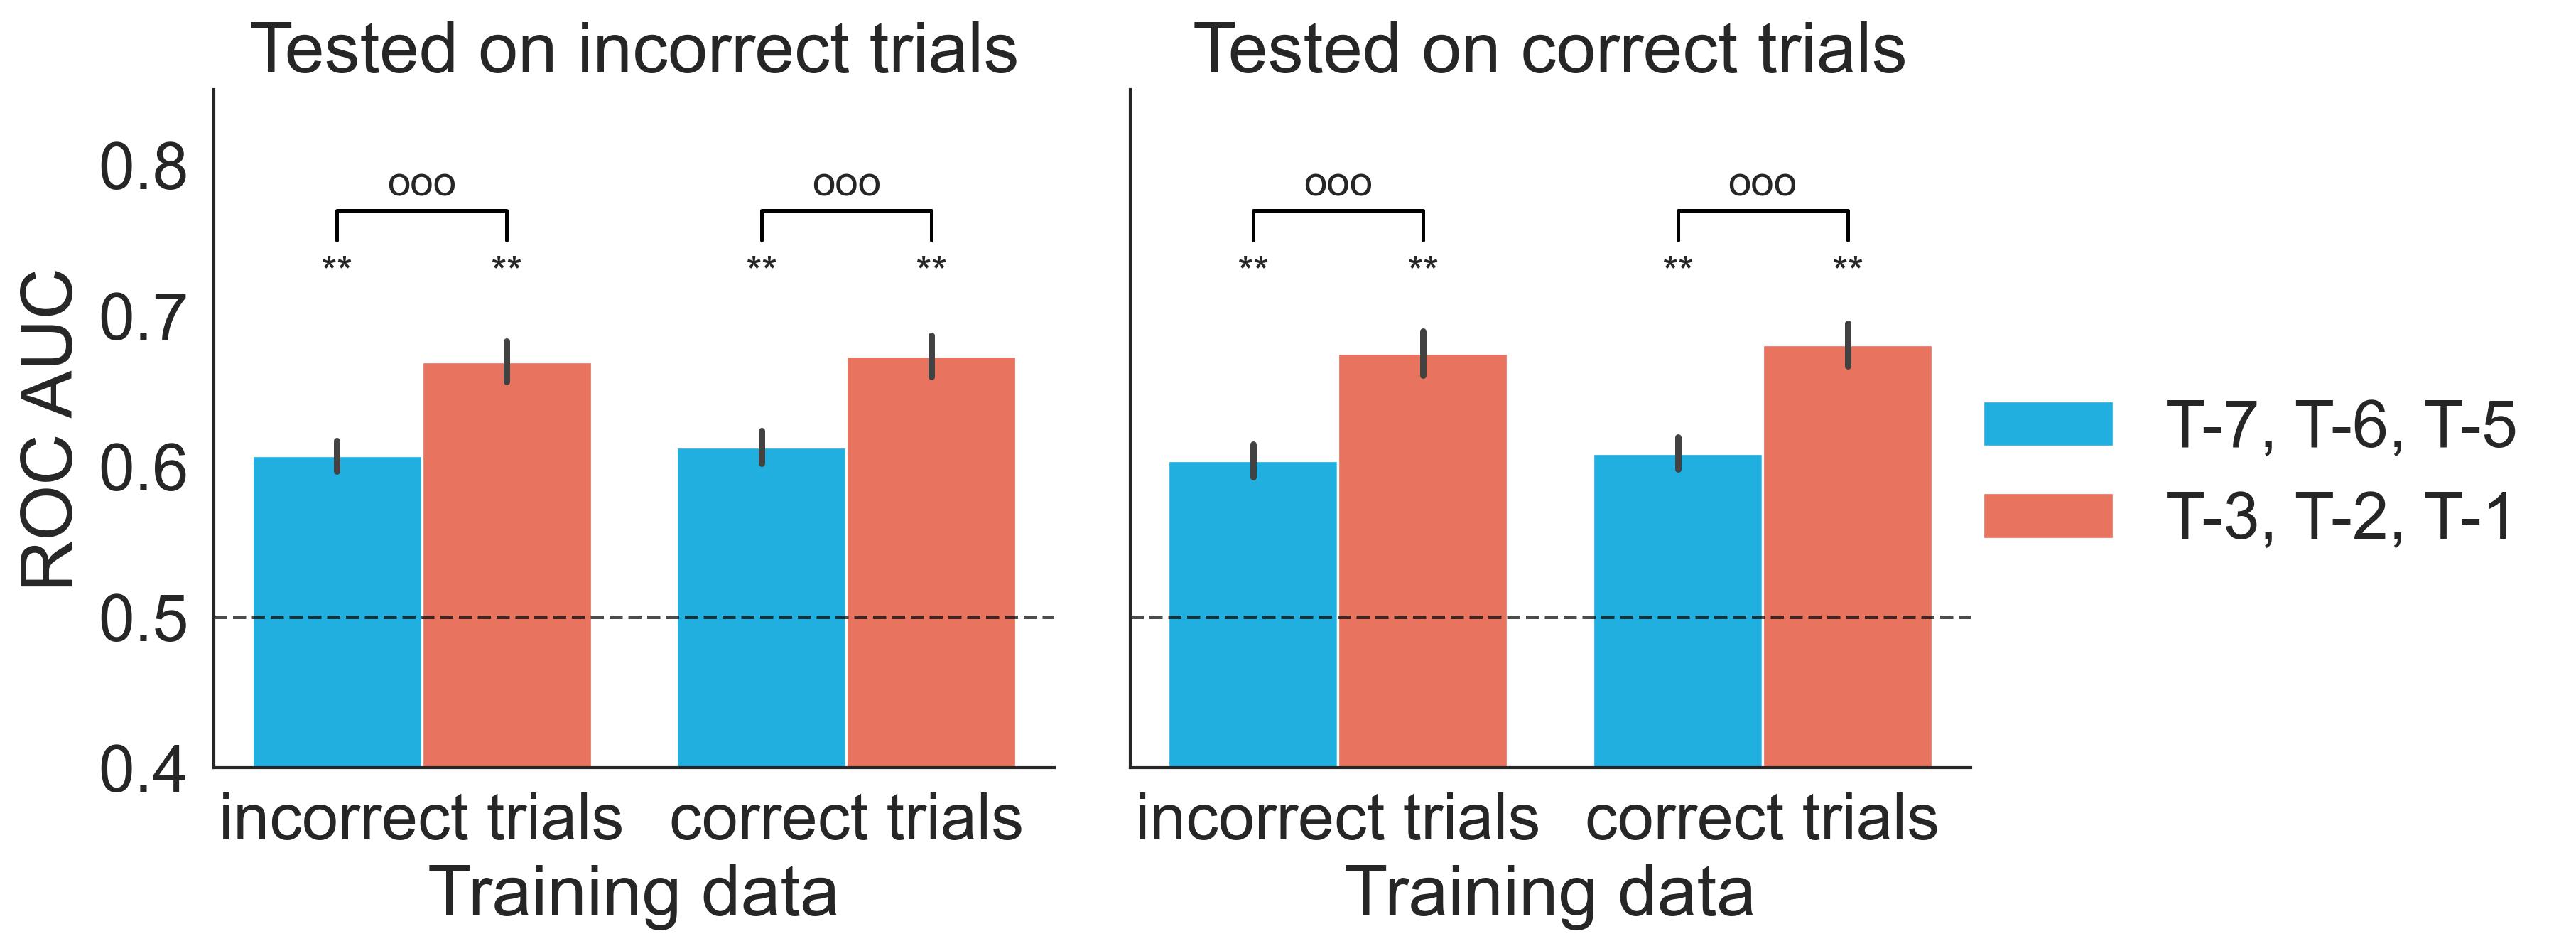 Tested on incorrect trials
Tested on correct trials
ROC AUC
0.8
0.7
0.6
0.5
0.4
ooo
ooo
** ** ** **
ooo
ooo
** ** ** **
incorrect trials correct trials
Training data
incorrect trials correct trials
Training data
T-7, T-6, T-5
T-3, T-2, T-1